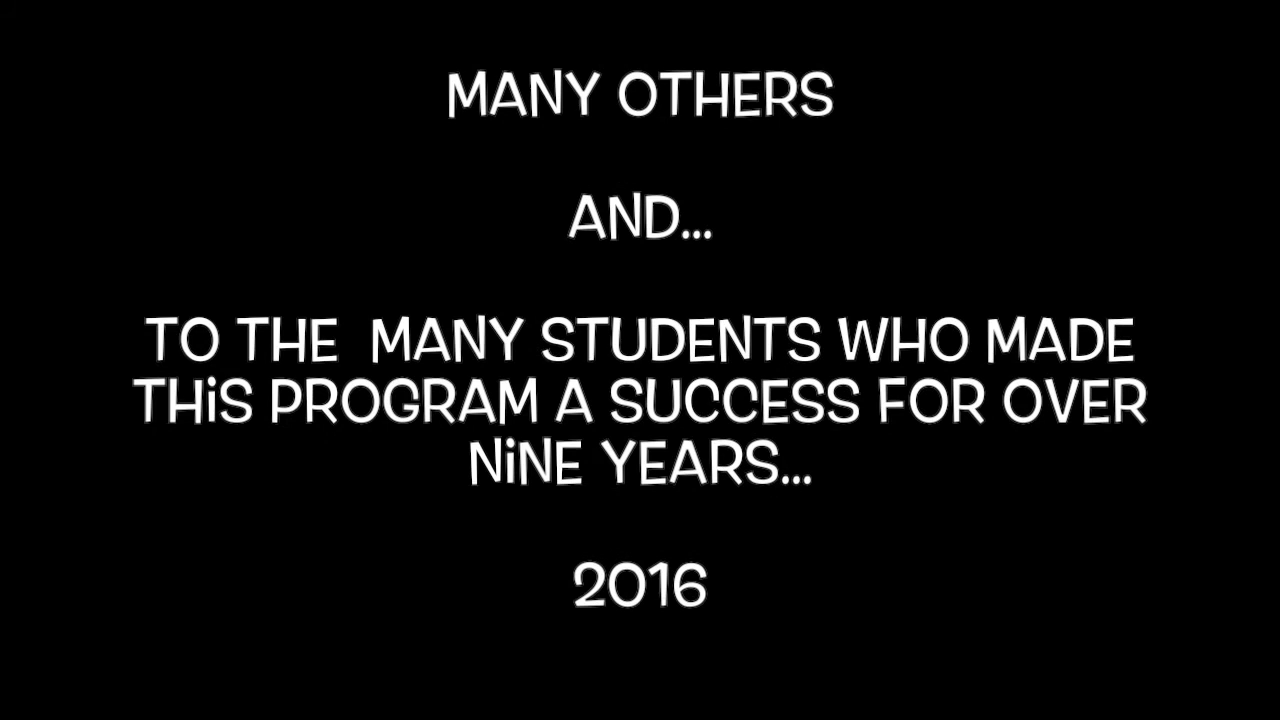 MANY OTHERS
AND...
TO THE  MANY STUDENTS WHO MADE
THiS PROGRAM A SUCCESS FOR OVER
NiNE YEARS...
2016